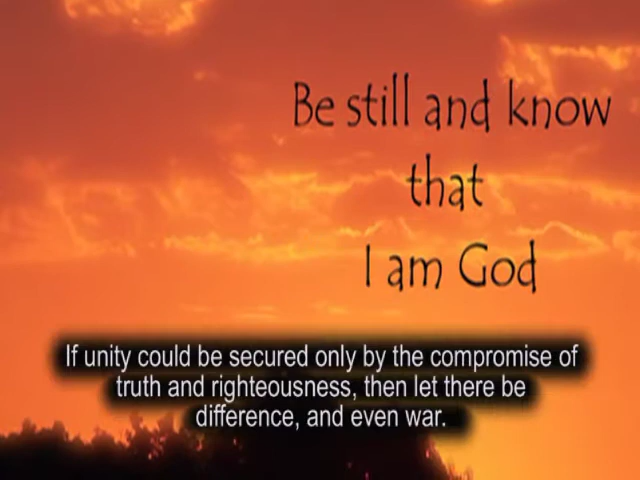 Be still and know
that
I am God
If unity could be secured only by the compromise of
truth and righteousness, then let there be
difference, and even war.